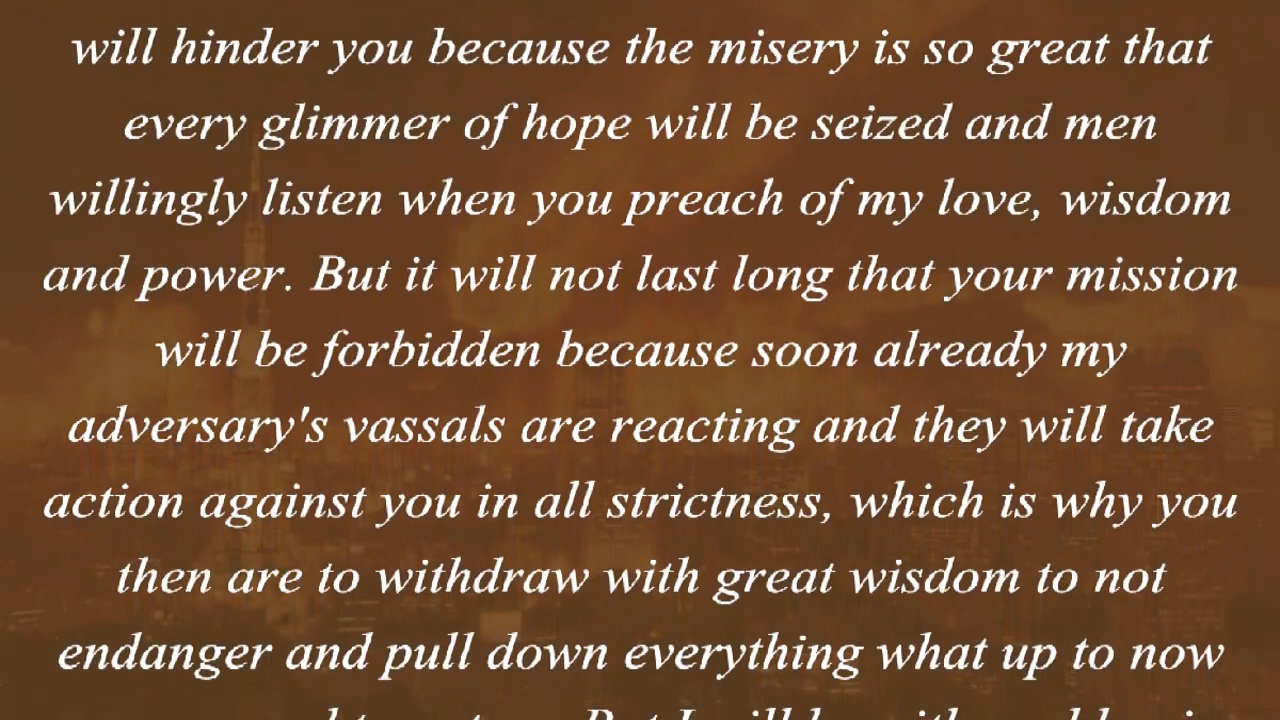 will hinder you because the misery is so great that
every glimmer of hope will be seized and men
willingly listen when you preach of my love, wisdom
and power. But it will not last long that your mission
will be forbidden because soon already my
adversary's vassals are reacting and they will take
action against you in all strictness, which is why you
then are to withdraw with great wisdom to not
endanger and pull down everything what up to now
But I will be with